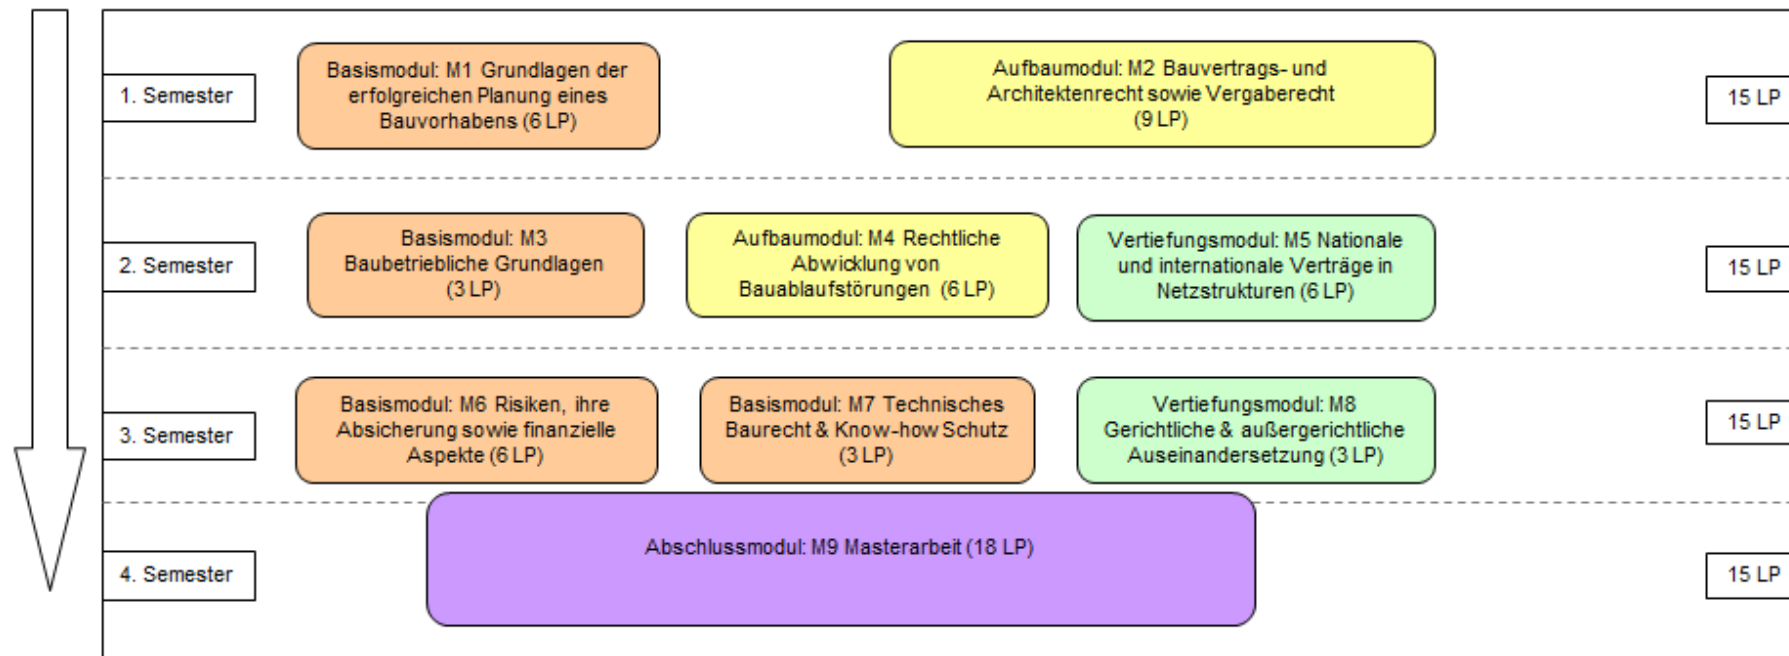 1. Semester
Basismodul: M1 Grundlagen der
erfolgreichen Planung eines
Bauvorhabens (6 LP)
Aufbaumodul: M2 Bauvertrags- und
Architektenrecht sowie Vergaberecht
(9 LP)
15 LP
2. Semester
Basismodul: M3
Baubetriebliche Grundlagen
(3 LP)
Aufbaumodul: M4 Rechtliche
Abwicklung von
Bauablaufstörungen (6 LP)
Vertiefungsmodul: M5 Nationale
und internationale Verträge in
Netzstrukturen (6 LP)
15 LP
3. Semester
Basismodul: M6 Risiken, ihre
Absicherung sowie finanzielle
Aspekte (6 LP)
Basismodul: M7 Technisches
Baurecht & Know-how Schutz
(3 LP)
Vertiefungsmodul: M8
Gerichtliche & außergerichtliche
Auseinandersetzung (3 LP)
15 LP
4. Semester
Abschlussmodul: M9 Masterarbeit (18 LP)
15 LP